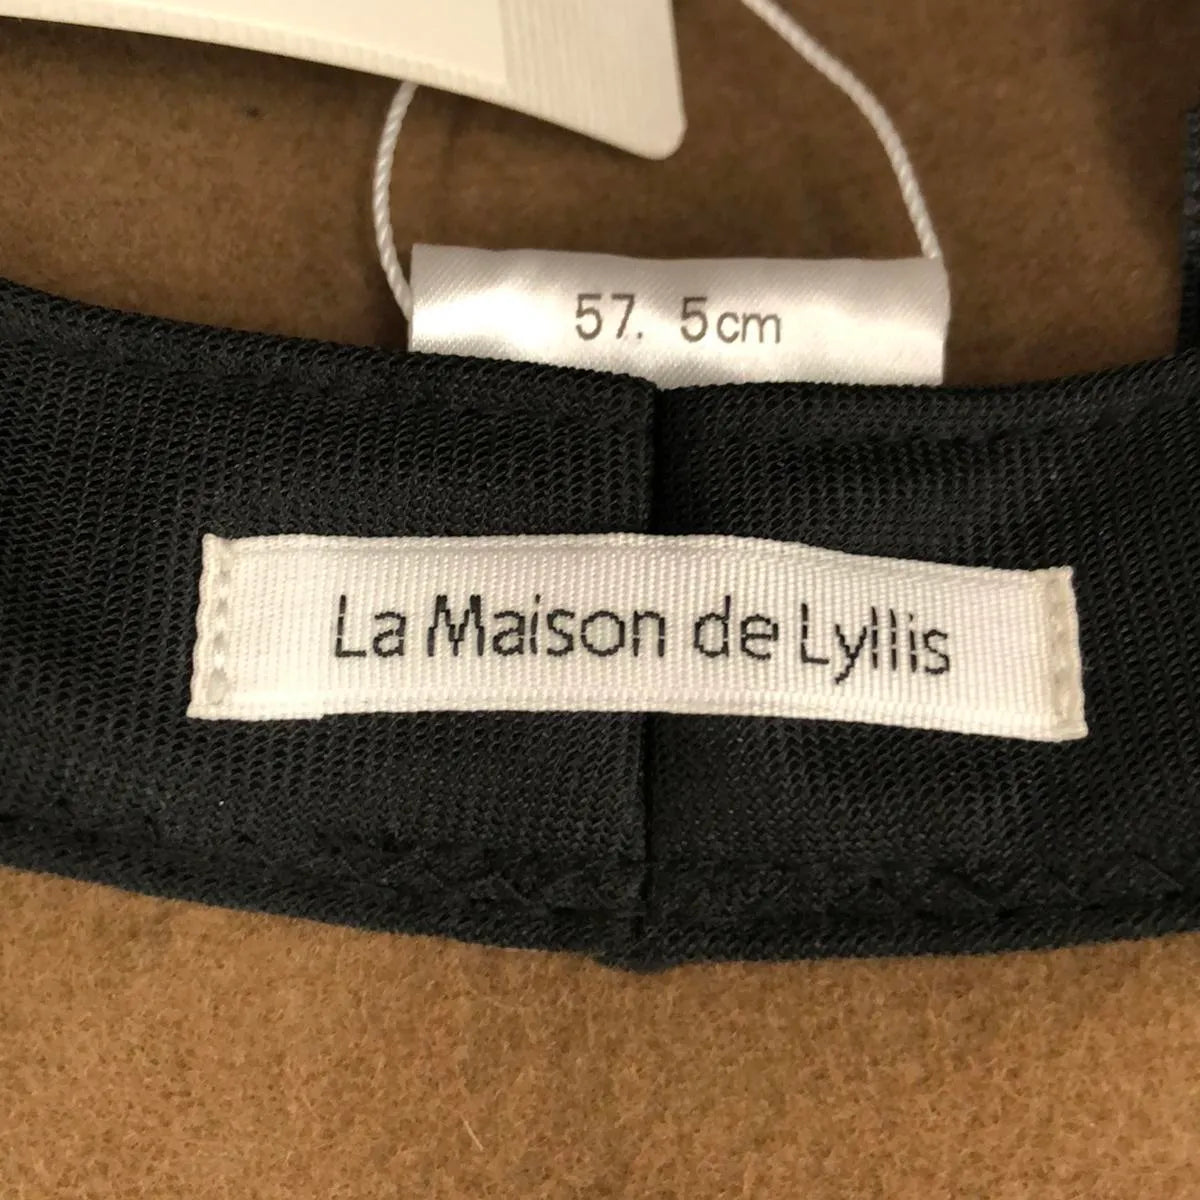 57. 5cm
La Maison de Lyllis